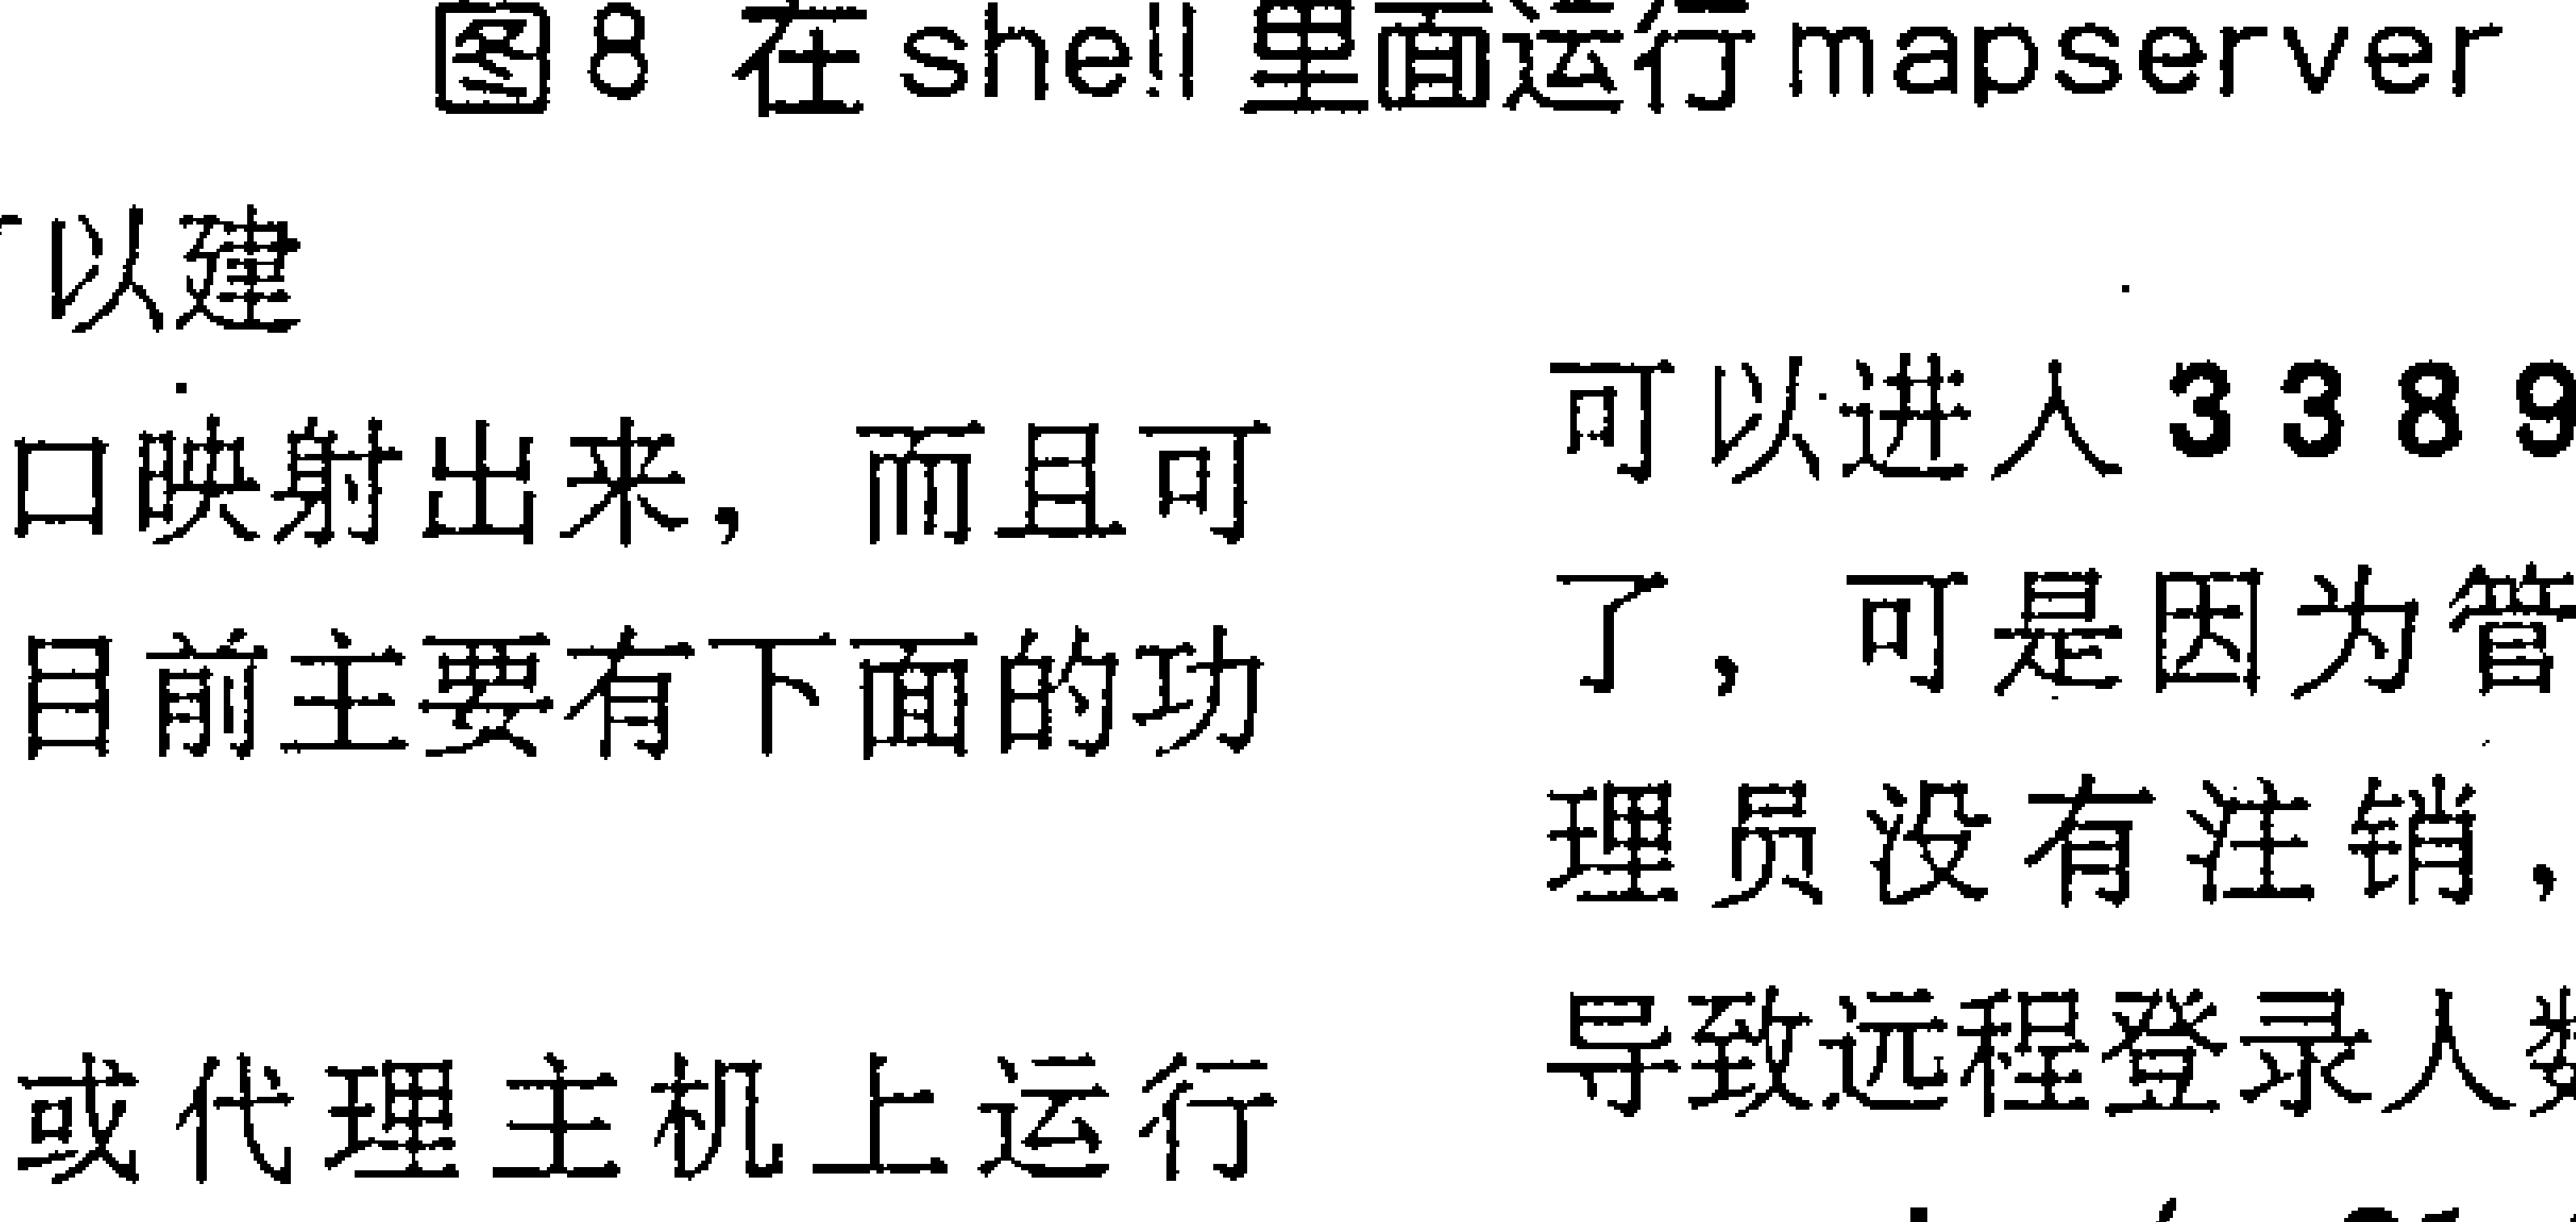 图8 在shell里面运行mapserver
以建
口映射出来，而且可
目前主要有下面的功
或代理主机上运行
可以进人3389
了，可是因为管
理员没有注销，
导致远程登录人数